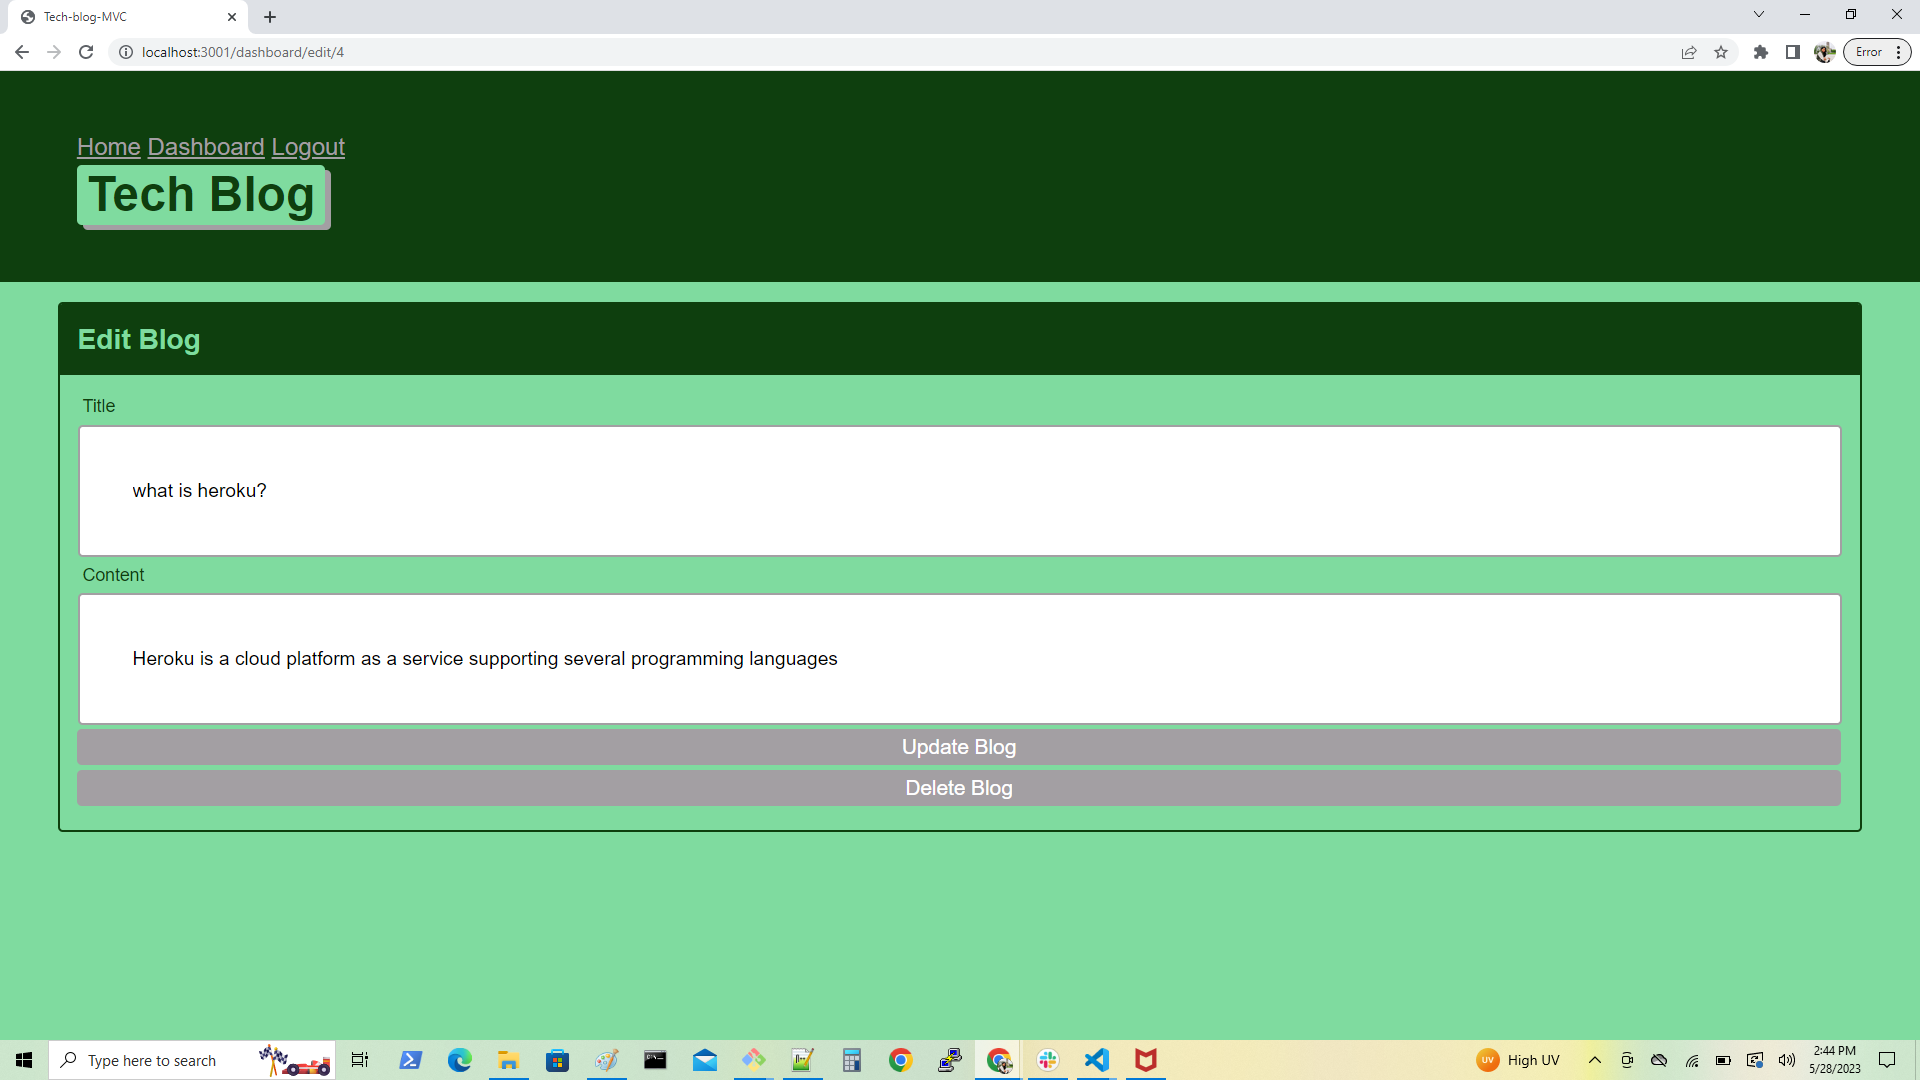 Tech-blog-MVC
localhost:3001/dashboard/edit/4
Error
Home Dashboard Logout
Tech Blog
Edit Blog
Title
what is heroku?
Content
Heroku is a cloud platform as a service supporting several programming languages
Update Blog
Delete Blog
Type here to search
UV High UV
2:44 PM
5/28/2023